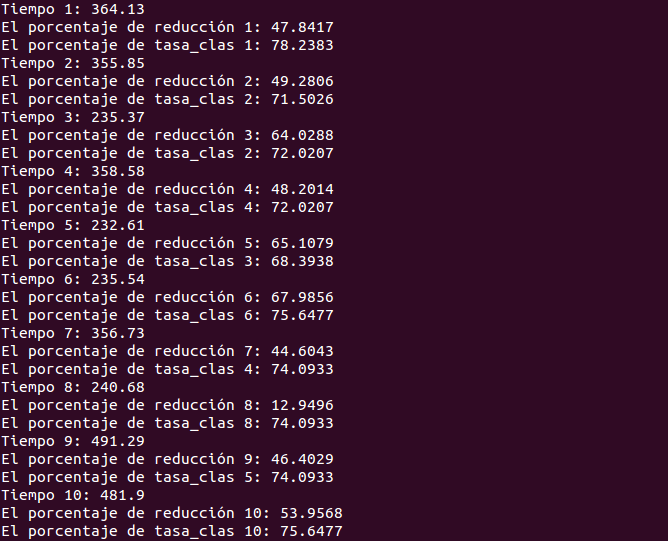 Tiempo 1: 364.13
El porcentaje de reducción 1: 47.8417
El porcentaje de tasa_clas 1: 78.2383
Tiempo 2: 355.85
El porcentaje de reducción 2: 49.2806
El porcentaje de tasa_clas 2: 71.5026
Tiempo 3: 235.37
El porcentaje de reducción 3: 64.0288
El porcentaje de tasa_clas 2: 72.0207
Tiempo 4: 358.58
El porcentaje de reducción 4: 48.2014
El porcentaje de tasa_clas 4: 72.0207
Tiempo 5: 232.61
El porcentaje de reducción 5: 65.1079
El porcentaje de tasa_clas 3: 68.3938
Tiempo 6: 235.54
El porcentaje de reducción 6: 67.9856
El porcentaje de tasa_clas 6: 75.6477
Tiempo 7: 356.73
El porcentaje de reducción 7: 44.6043
El porcentaje de tasa_clas 4: 74.0933
Tiempo 8: 240.68
El porcentaje de reducción 8: 12.9496
El porcentaje de tasa_clas 8: 74.0933
Tiempo 9: 491.29
El porcentaje de reducción 9: 46.4029
El porcentaje de tasa_clas 5: 74.0933
Tiempo 10: 481.9
El porcentaje de reducción 10: 53.9568
El porcentaje de tasa_clas 10: 75.6477